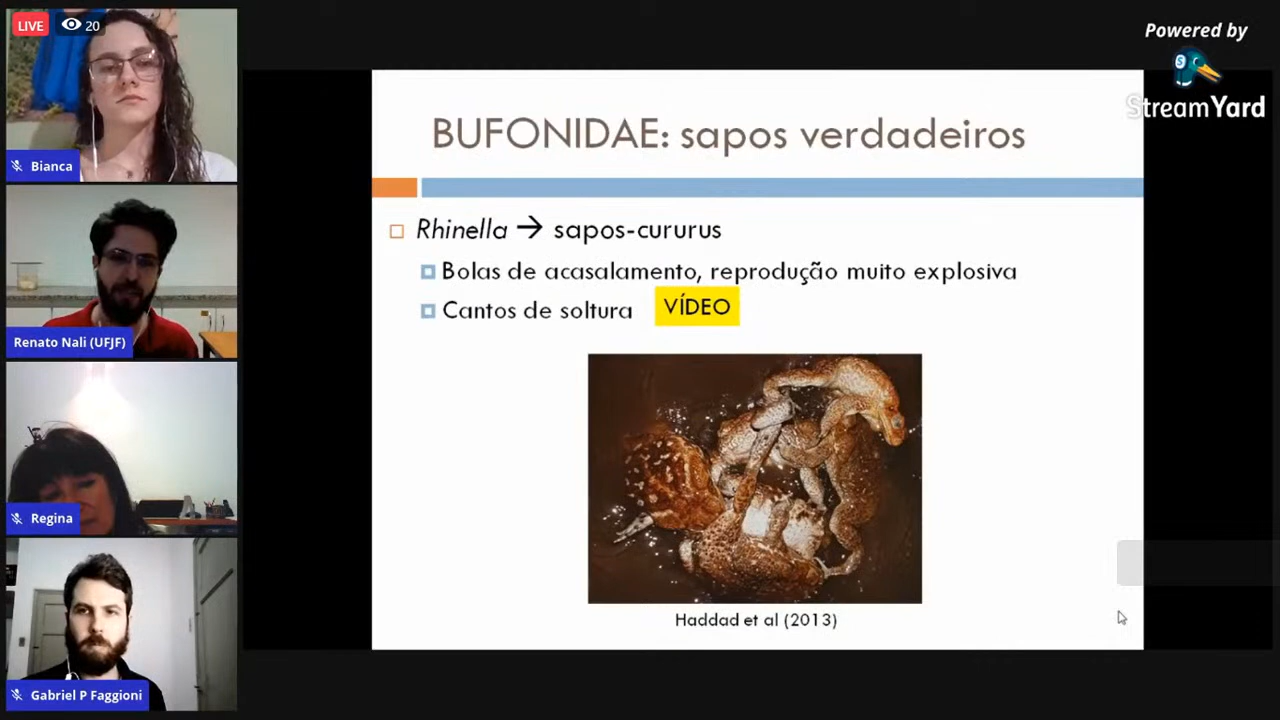 LIVE 20
Bianca
Renato Nali (UFJF)
Regina
Gabriel P Faggioni
BUFONIDAE: sapos verdadeiros
Rhinella → sapos-cururus
Bolas de acasalamento, reprodução muito explosiva
Cantos de soltura VÍDEO
Haddad et al (2013)
Powered by
StreamYard